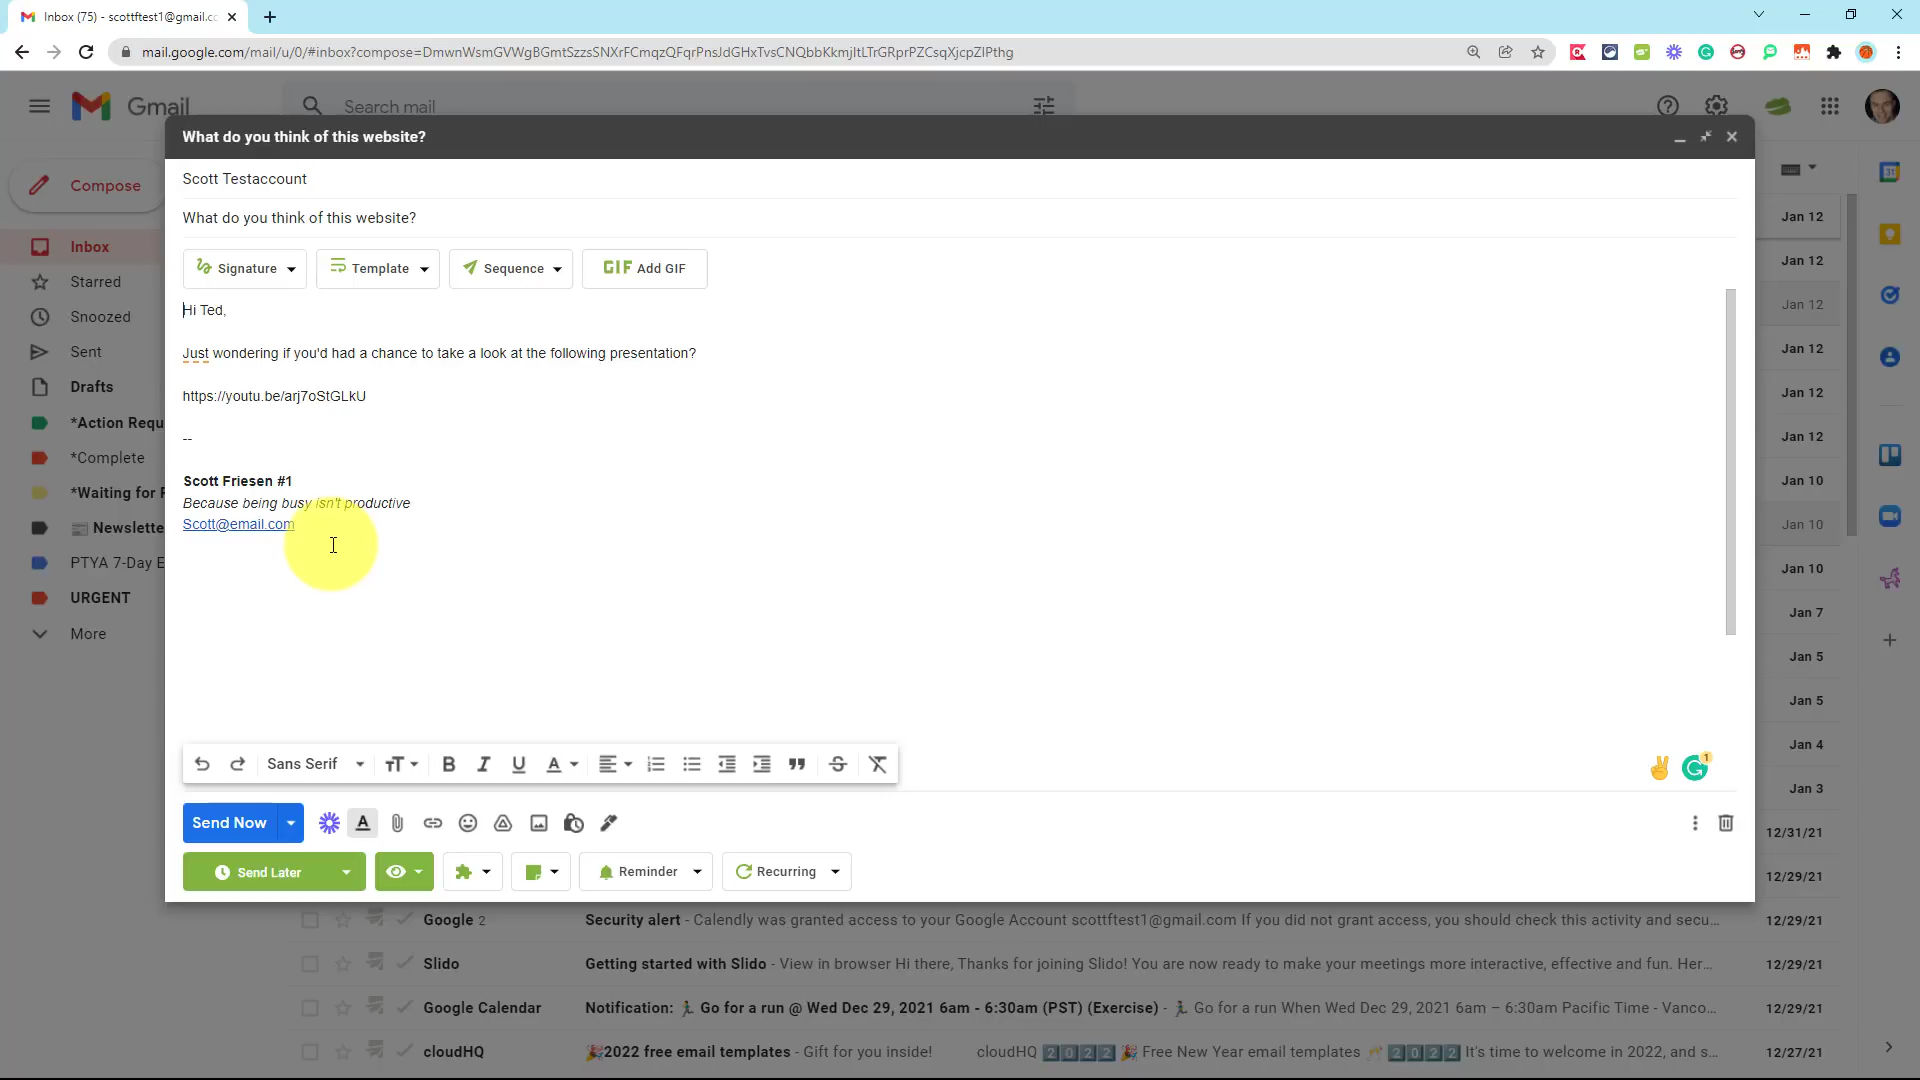 Inbox (75) - scottftest1@gmail.cc
mail.google.com/mail/u/0/#inbox?compose=DmwnWsmGVWgBGmtSzzsSNXrFCmqzQFqrPnsJdGHxTvsCNQbbKkmjltLTrGRprPZCsqXjcpZlPthg
Gmail
Search mail
What do you think of this website?
Scott Testaccount
Compose
What do you think of this website?
Jan 12
Inbox
Signature
Template
Sequence
GIF Add GIF
Jan 12
Starred
Hi Ted,
Jan 12
Snoozed
Sent
Just wondering if you'd had a chance to take a look at the following presentation?
Jan 12
Drafts
https://youtu.be/arj7oStGLkU
Jan 12
*Action Requ
--
Jan 12
*Complete
Scott Friesen #1
Jan 10
*Waiting for F
Because being busy isn't productive
Newslette
Scott@email.com
Jan 10
PTYA 7-Day E
Jan 10
URGENT
Jan 7
More
Jan 5
Jan 5
Jan 4
Sans Serif
1
Jan 3
Send Now
12/31/21
Send Later
Reminder
Recurring
12/29/21
Google 2
Security alert - Calendly was granted access to your Google Account scottftest1@gmail.com If you did not grant access, you should check this activity and secu...
12/29/21
Slido
Getting started with Slido - View in browser Hi there, Thanks for joining Slido! You are now ready to make your meetings more interactive, effective and fun. Her...
12/29/21
Google Calendar
Notification: 🏃 Go for a run @ Wed Dec 29, 2021 6am - 6:30am (PST) (Exercise) - 🏃 Go for a run When Wed Dec 29, 2021 6am – 6:30am Pacific Time - Vanco...
12/29/21
cloudHQ
🎉2022 free email templates - Gift for you inside! cloudHQ 2022 🎉 Free New Year email templates 🥂 2022 It's time to welcome in 2022, and s...
12/27/21